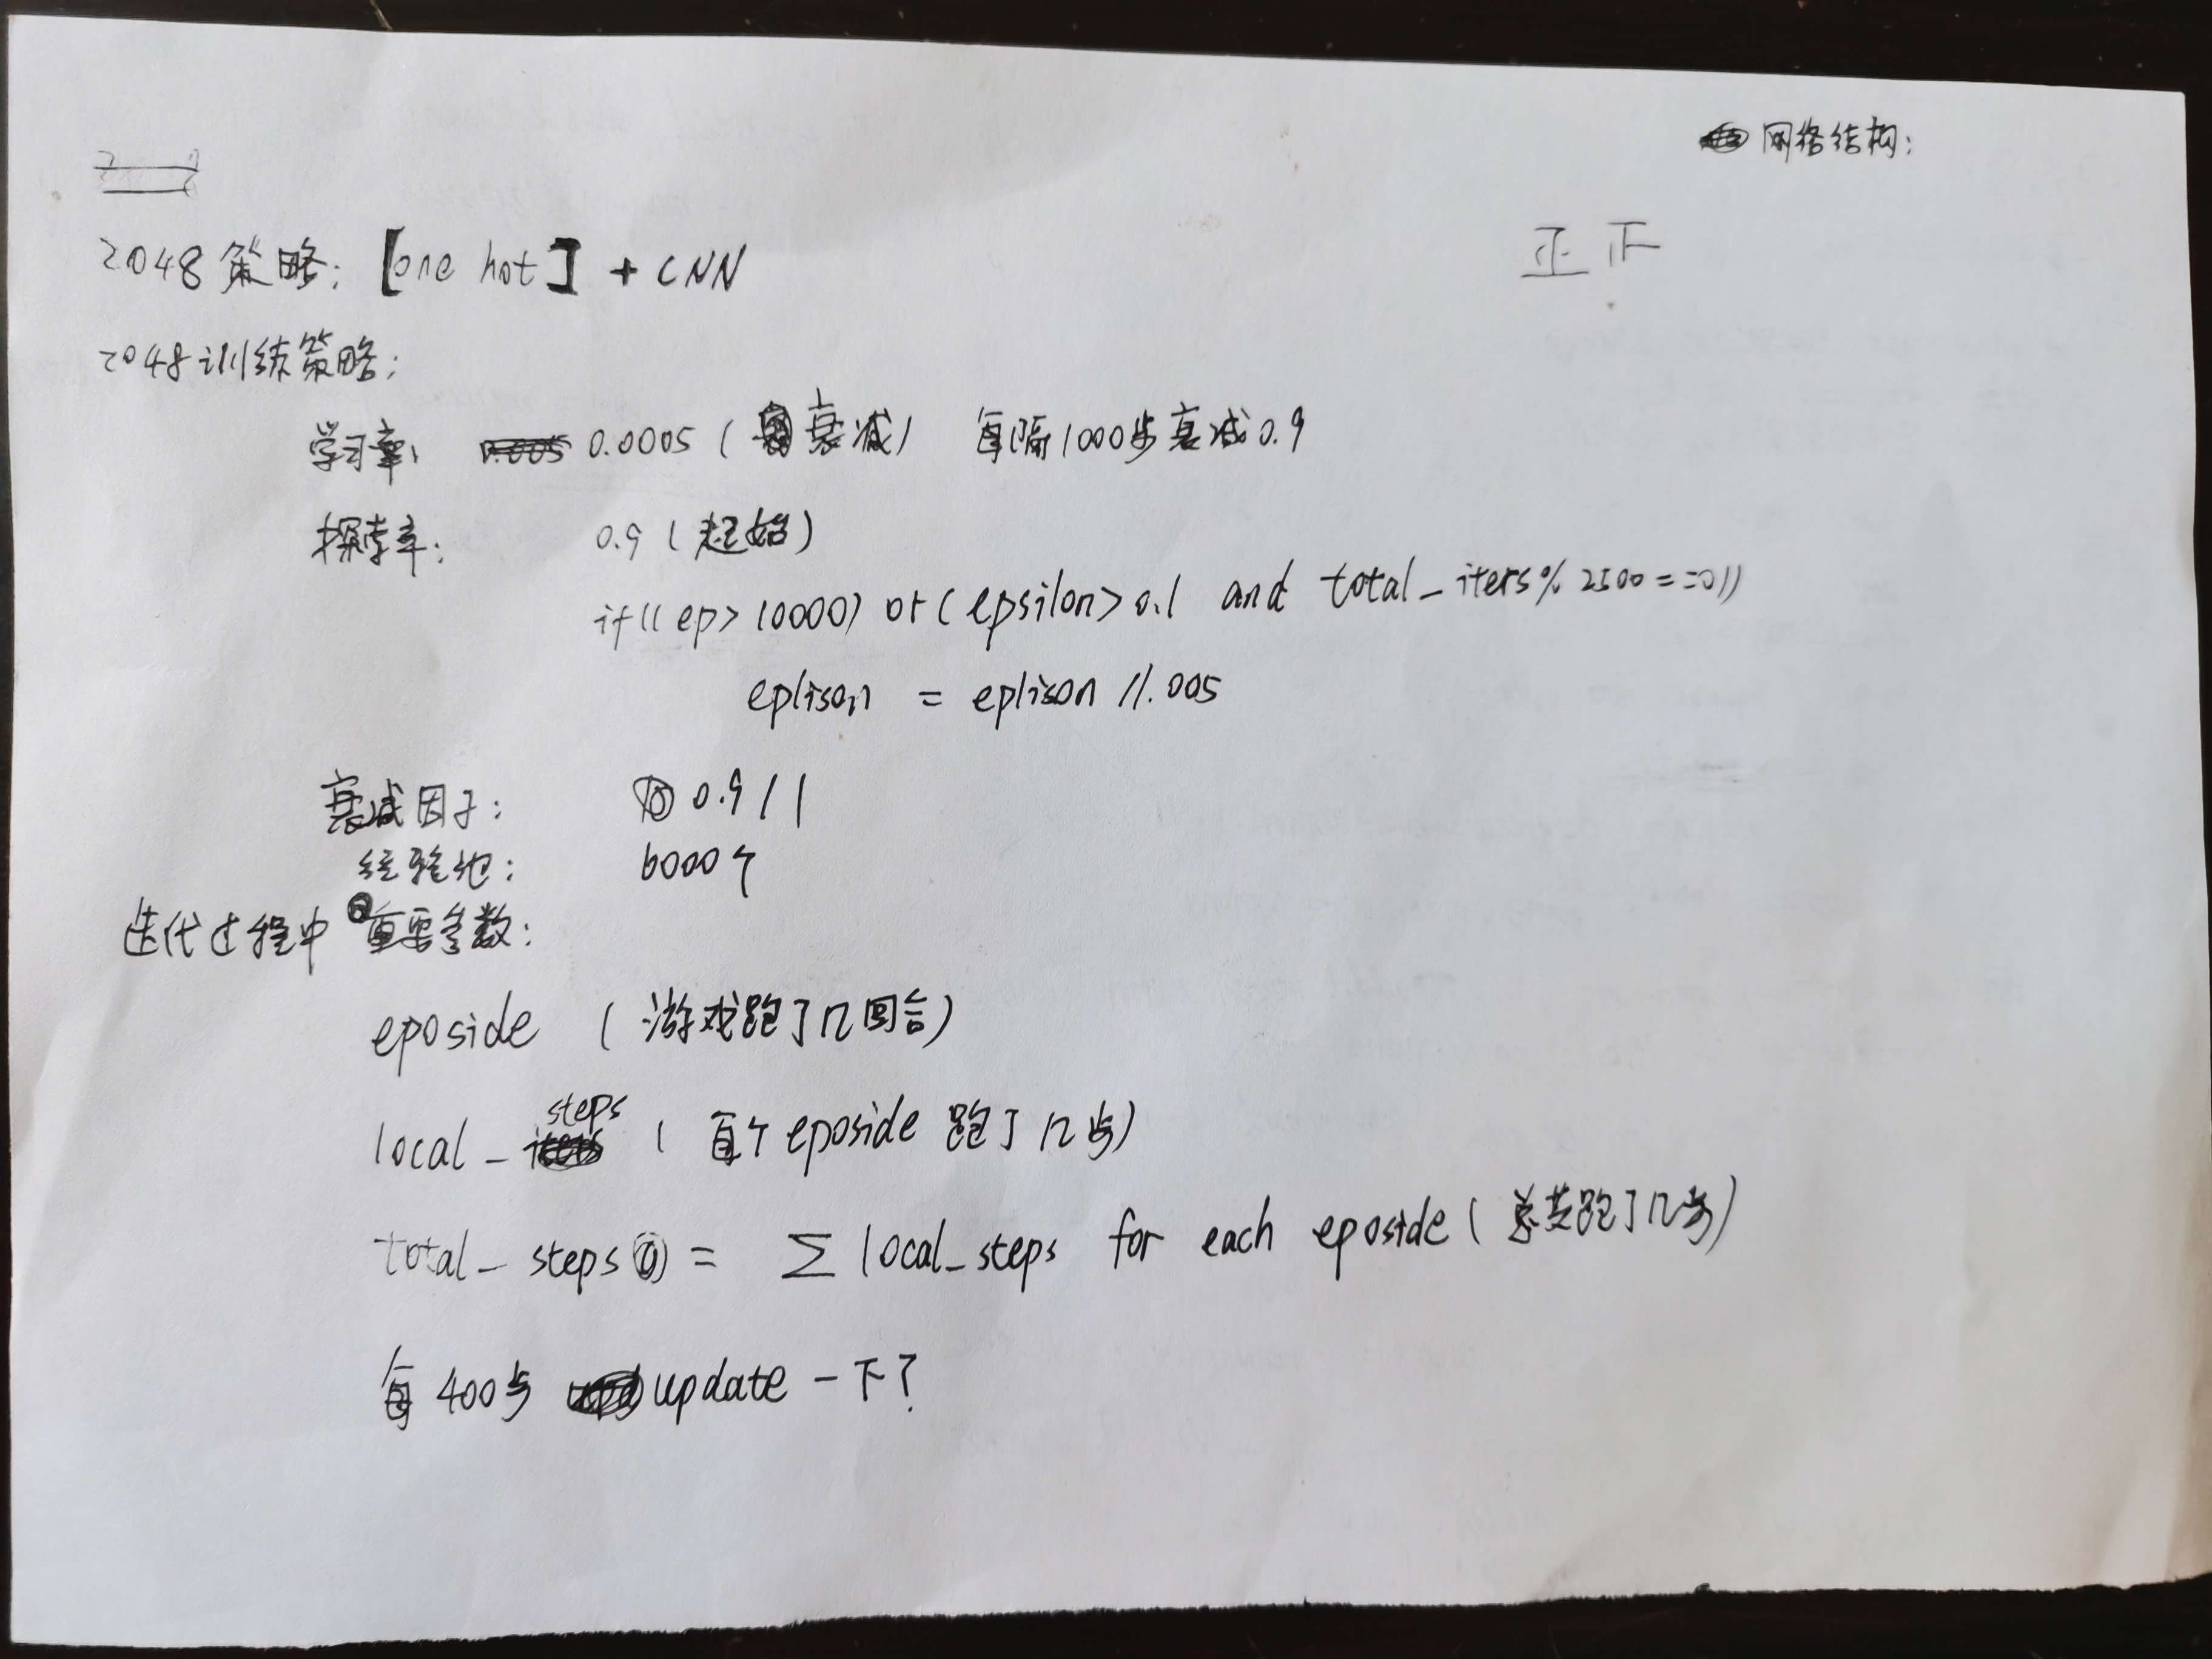 网络结构：
正下
2048策略：【one hot】+ CNN
2048训练策略：
学习率： 0.0005（衰减） 每隔1000步衰减0.9
探索率： 0.9（起始）
if((ep>10000) or (epsilon>0.1 and total_iters%2500==0))
eplison = eplison /1.005
衰减因子： 0.9 / 1
经验池： 6000个
迭代过程中重要参数：
eposide （游戏跑了几回合）
local_steps （每个eposide跑了几步）
total_steps = ∑ local_steps for each eposide（总共跑了几步）
每400步 update一下？